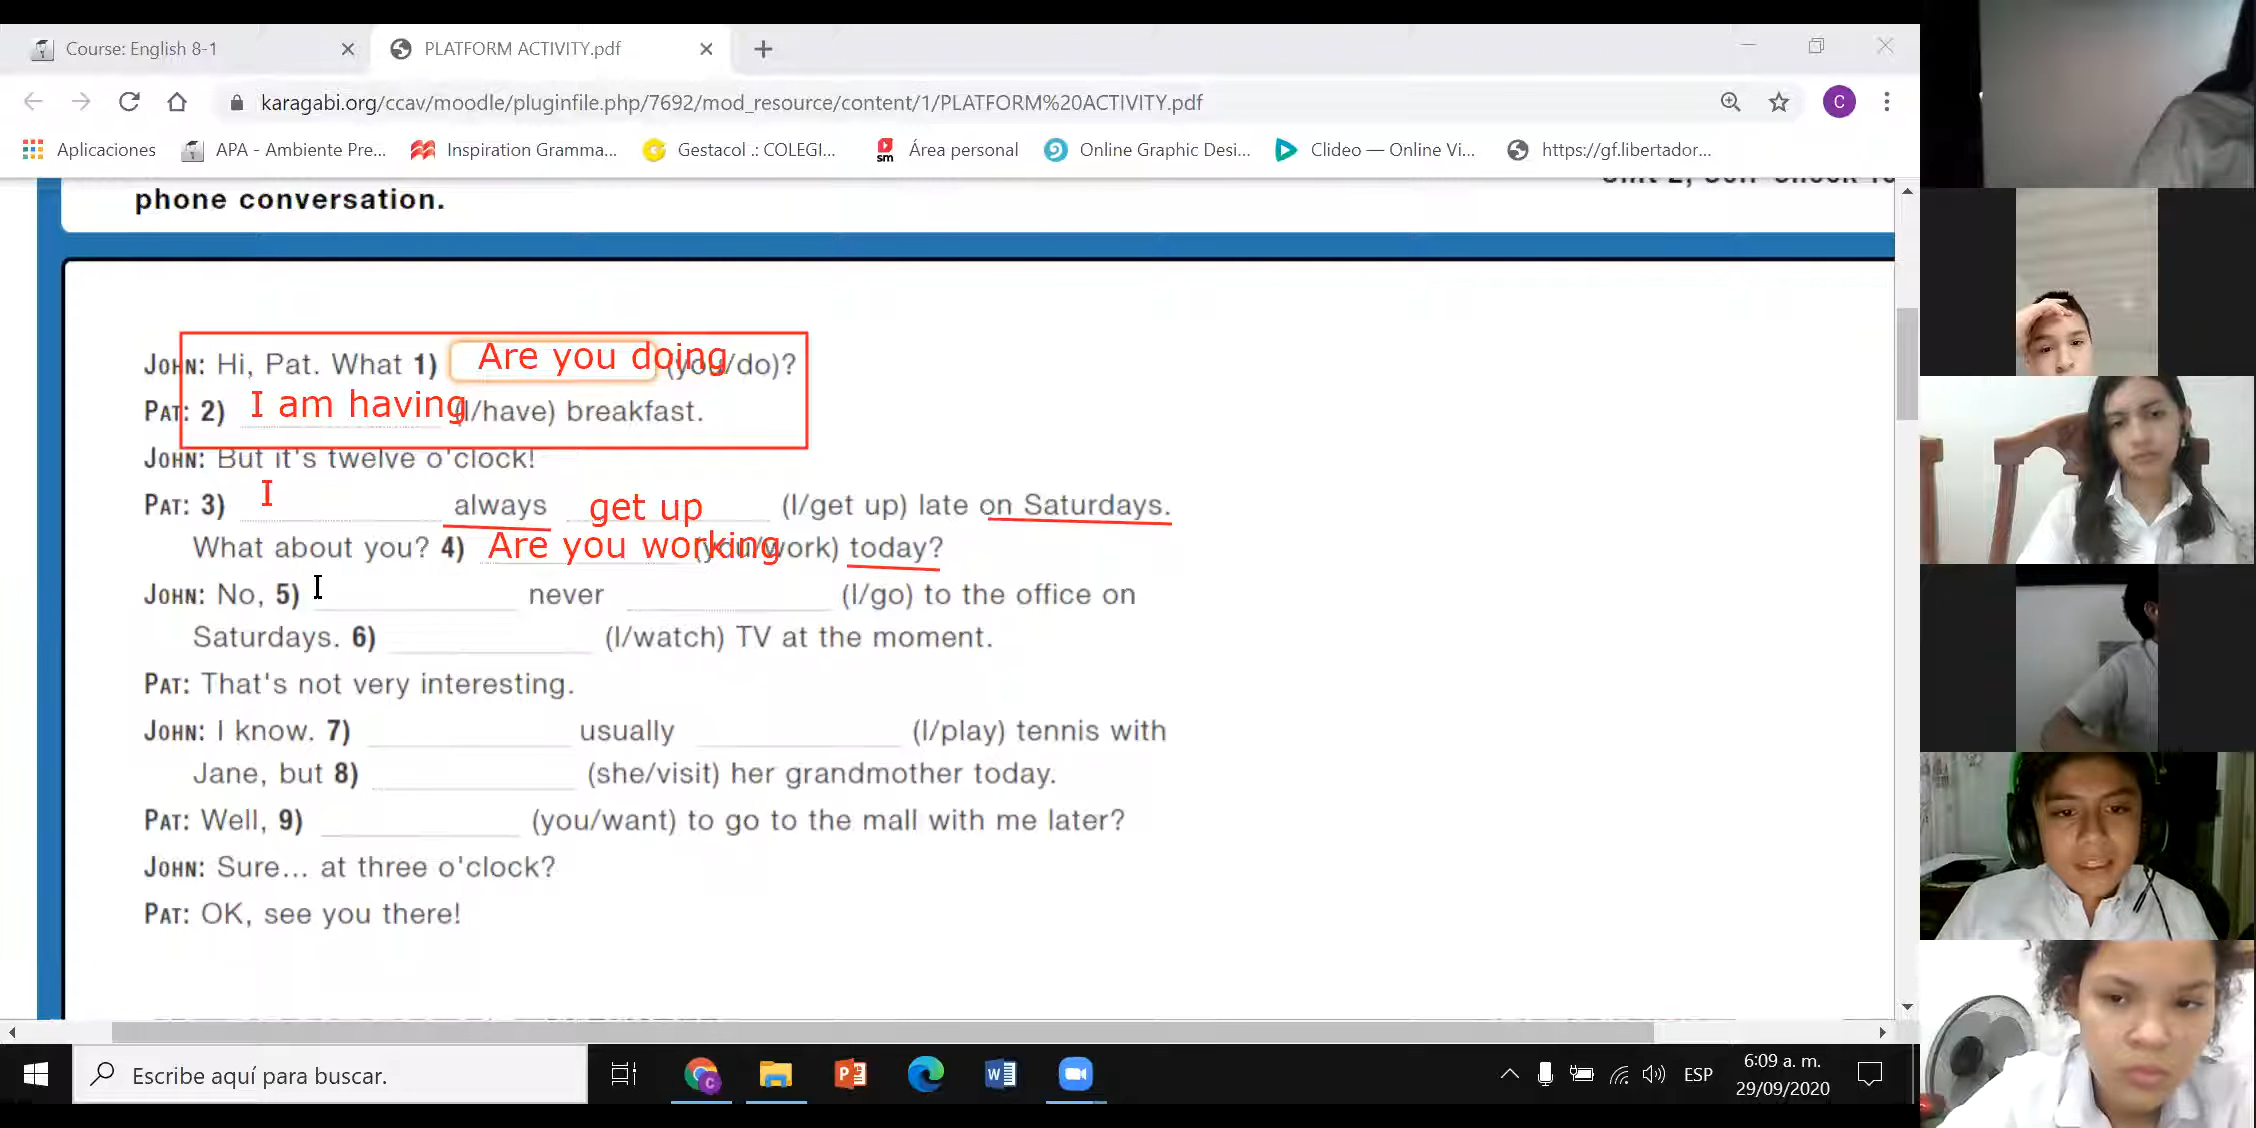 Course: English 8-1
PLATFORM ACTIVITY.pdf
karagabi.org/ccav/moodle/pluginfile.php/7692/mod_resource/content/1/PLATFORM%20ACTIVITY.pdf
C
Aplicaciones APA - Ambiente Pre... Inspiration Gramma... Gestacol .: COLEGI... sm Área personal Online Graphic Desi... Clideo — Online Vi... https://gf.libertador...
phone conversation.
JOHN: Hi, Pat. What 1) Are you doing (you/do)?
PAT: 2) I am having (I/have) breakfast.
JOHN: But it's twelve o'clock!
PAT: 3) I always get up (I/get up) late on Saturdays.
What about you? 4) Are you working (you/work) today?
JOHN: No, 5) never (I/go) to the office on
Saturdays. 6) (I/watch) TV at the moment.
PAT: That's not very interesting.
JOHN: I know. 7) usually (I/play) tennis with
Jane, but 8) (she/visit) her grandmother today.
PAT: Well, 9) (you/want) to go to the mall with me later?
JOHN: Sure... at three o'clock?
PAT: OK, see you there!
Escribe aquí para buscar.
ESP
6:09 a. m.
29/09/2020